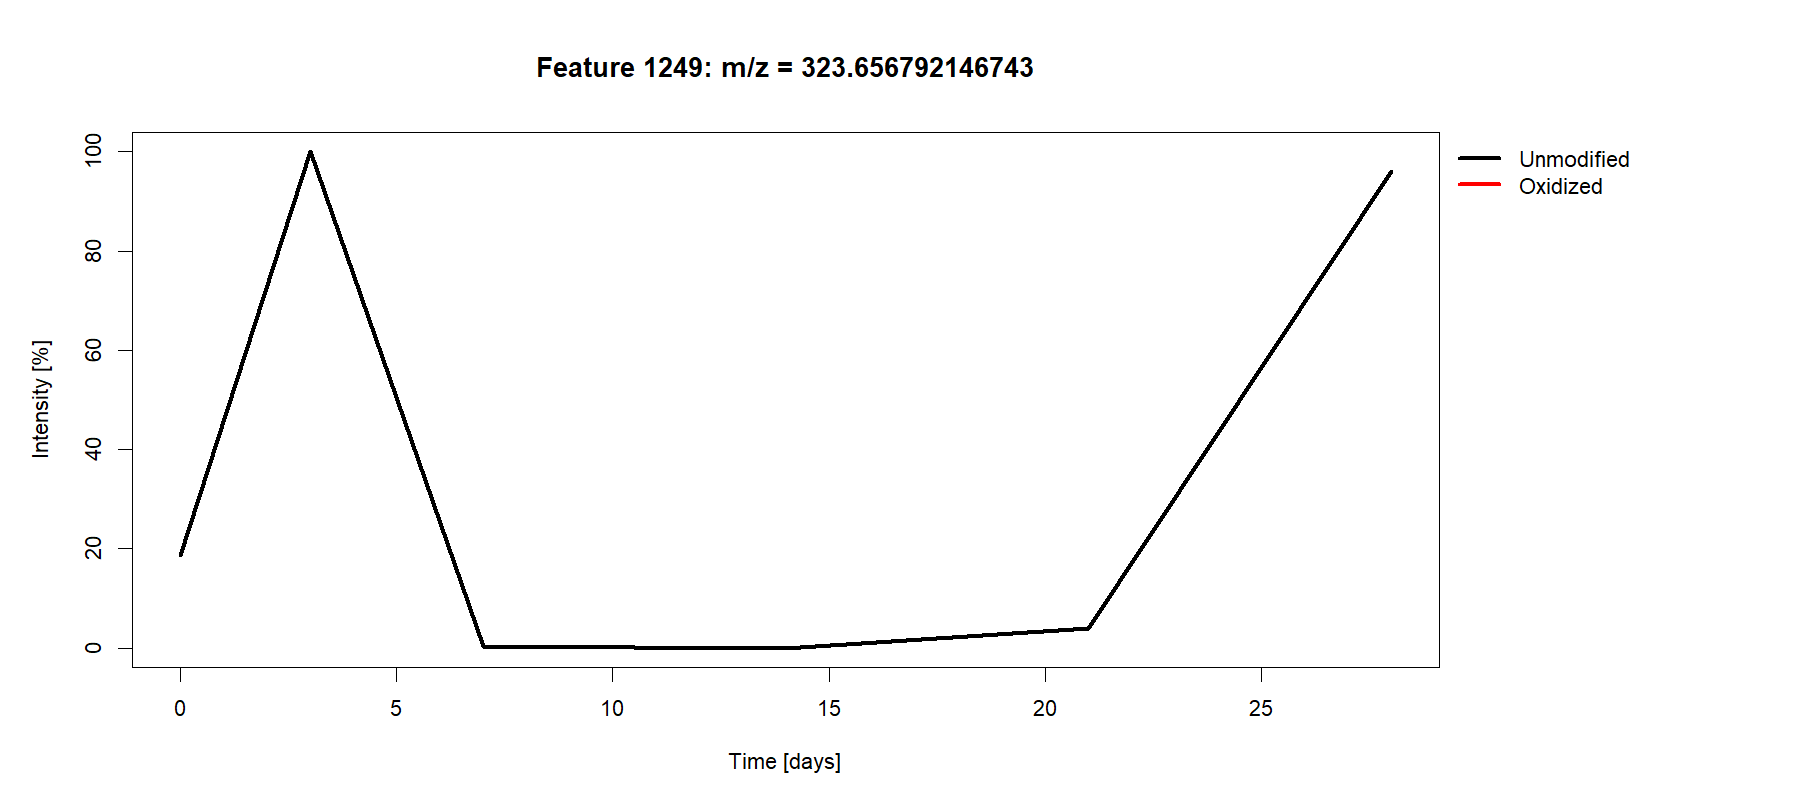 Feature 1249: m/z = 323.656792146743
Unmodified
Oxidized
Intensity [%]
100
80
60
40
20
0
0 5 10 15 20 25
Time [days]